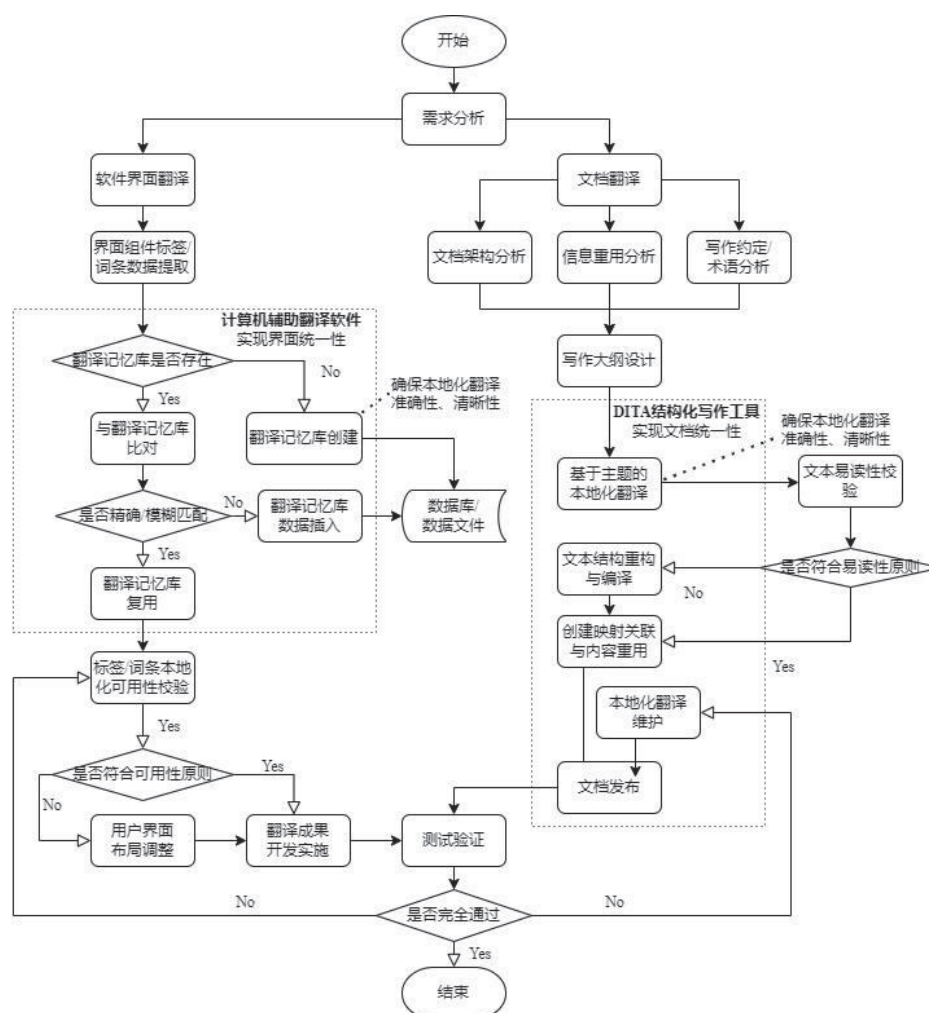 开始
需求分析
软件界面翻译
文档翻译
界面组件标签/
词条数据提取
文档架构分析
信息重用分析
写作约定/
术语分析
计算机辅助翻译软件
实现界面统一性
翻译记忆库是否存在
No
Yes
确保本地化翻译
准确性、清晰性
写作大纲设计
与翻译记忆库
比对
翻译记忆库创建
DITA结构化写作工具
实现文档统一性
确保本地化翻译
准确性、清晰性
基于主题的
本地化翻译
文本易读性校
验
是否精确/模糊匹配
No
翻译记忆库
数据插入
数据库/
数据文件
Yes
翻译记忆库
复用
文本结构重构
与编译
No
是否符合易读性原则
创建映射关联
与内容重用
Yes
标签/词条本地
化可用性校验
Yes
本地化翻译
维护
是否符合可用性原则
Yes
No
文档发布
用户界面
布局调整
翻译成果
开发实施
测试验证
No
是否完全通过
No
Yes
结束